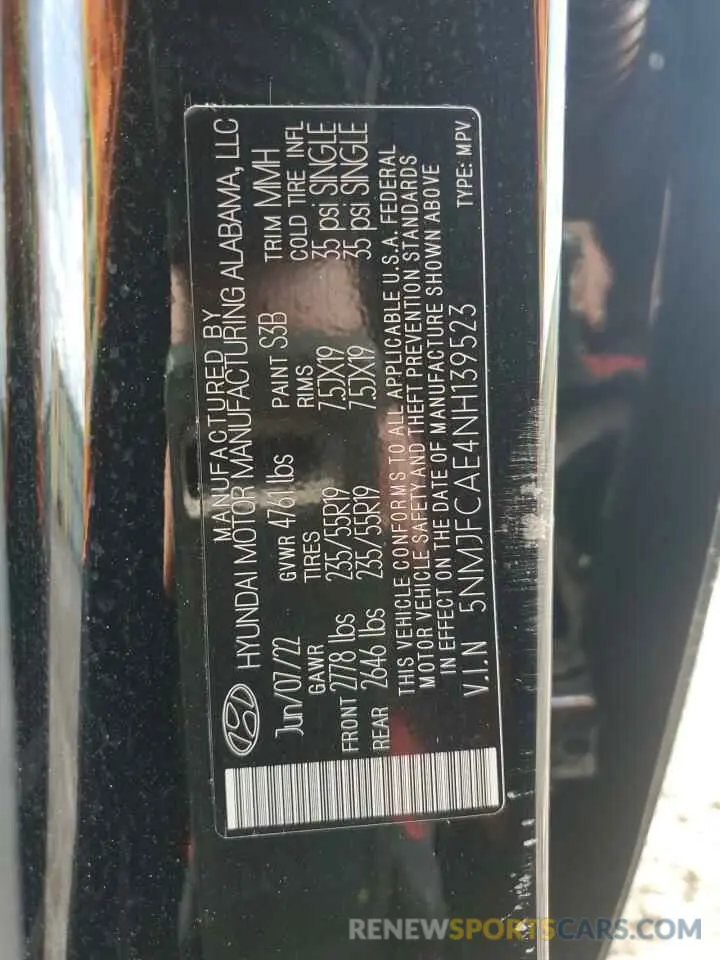 MANUFACTURED BY
HYUNDAI MOTOR MANUFACTURING ALABAMA, LLC
Jun/07/22 GVWR 4761 lbs PAINT S3B TRIM MMH
GAWR TIRES RIMS COLD TIRE INFL
FRONT 2778 lbs 235/55R19 7.5JX19 35 psi SINGLE
REAR 2646 lbs 235/55R19 7.5JX19 35 psi SINGLE
THIS VEHICLE CONFORMS TO ALL APPLICABLE U.S.A. FEDERAL
MOTOR VEHICLE SAFETY AND THEFT PREVENTION STANDARDS
IN EFFECT ON THE DATE OF MANUFACTURE SHOWN ABOVE
V.I.N 5NMJFCAE4NH139523 TYPE: MPV
RENEWSPORTSCARS.COM